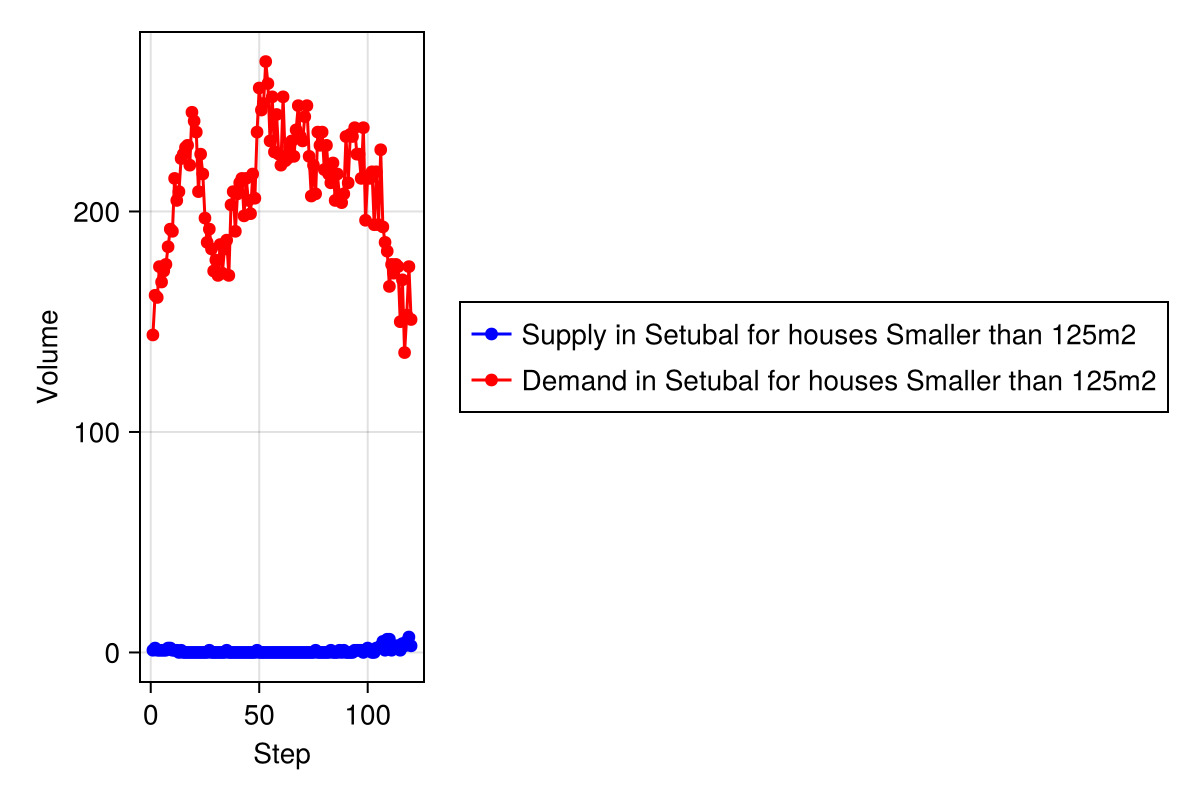 Volume
200
100
0
0 50 100
Step
Supply in Setubal for houses Smaller than 125m2
Demand in Setubal for houses Smaller than 125m2